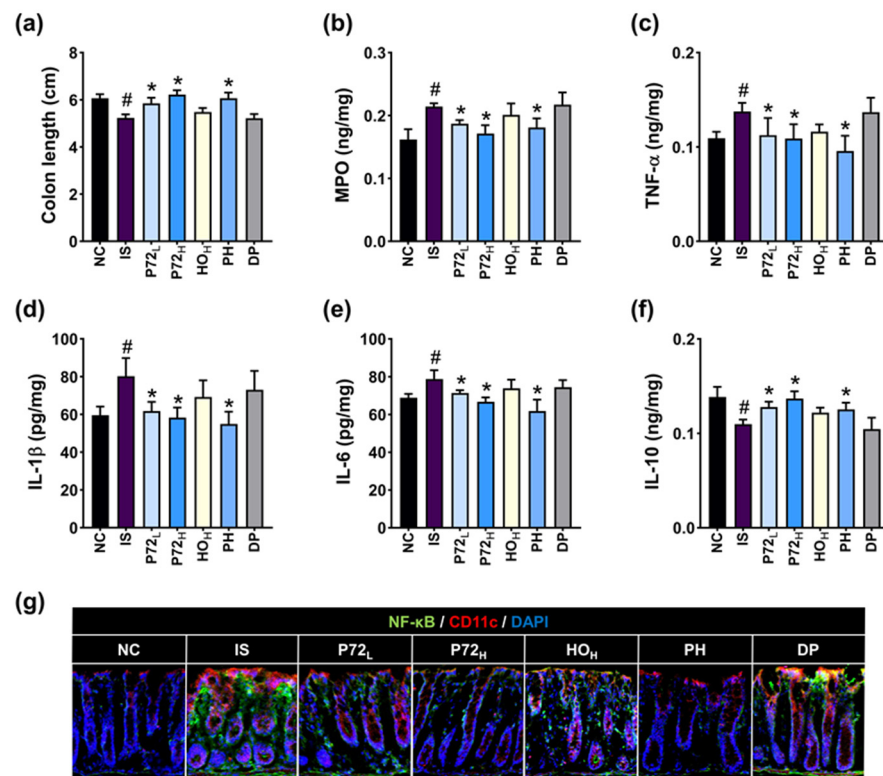 (a)
Colon length (cm)
8
6
4
2
0
#
*
*
*
NC
IS
P72L
P72H
HOH
PH
DP
(b)
MPO (ng/mg)
0.3
0.2
0.1
0.0
#
*
*
*
NC
IS
P72L
P72H
HOH
PH
DP
(c)
TNF-α (ng/mg)
0.2
0.1
0.0
#
*
*
*
NC
IS
P72L
P72H
HOH
PH
DP
(d)
IL-1β (pg/mg)
100
80
60
40
20
0
#
*
*
*
NC
IS
P72L
P72H
HOH
PH
DP
(e)
IL-6 (pg/mg)
100
80
60
40
20
0
#
*
*
*
NC
IS
P72L
P72H
HOH
PH
DP
(f)
IL-10 (ng/mg)
0.2
0.1
0.0
#
*
*
*
NC
IS
P72L
P72H
HOH
PH
DP
(g)
NF-κB / CD11c / DAPI
NC IS P72L P72H HOH PH DP